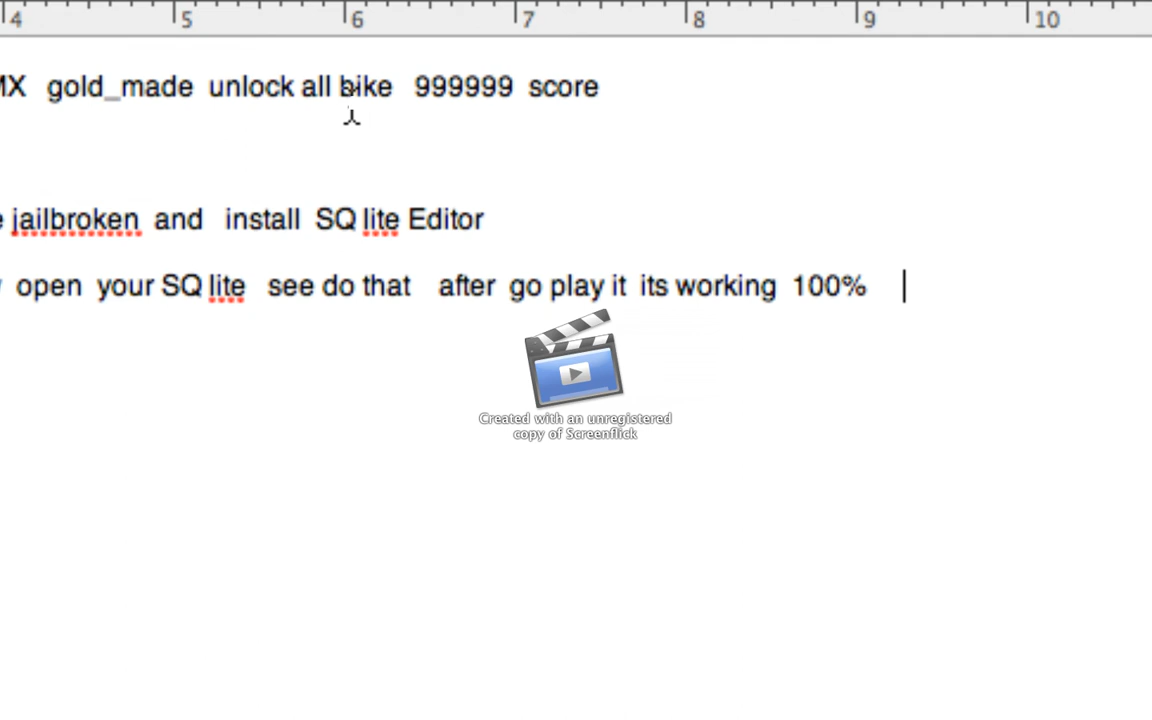 4 5 6 7 8 9 10
MX gold_made unlock all bike 999999 score
jailbroken and install SQ lite Editor
open your SQ lite see do that after go play it its working 100%
Created with an unregistered
copy of Screenflick